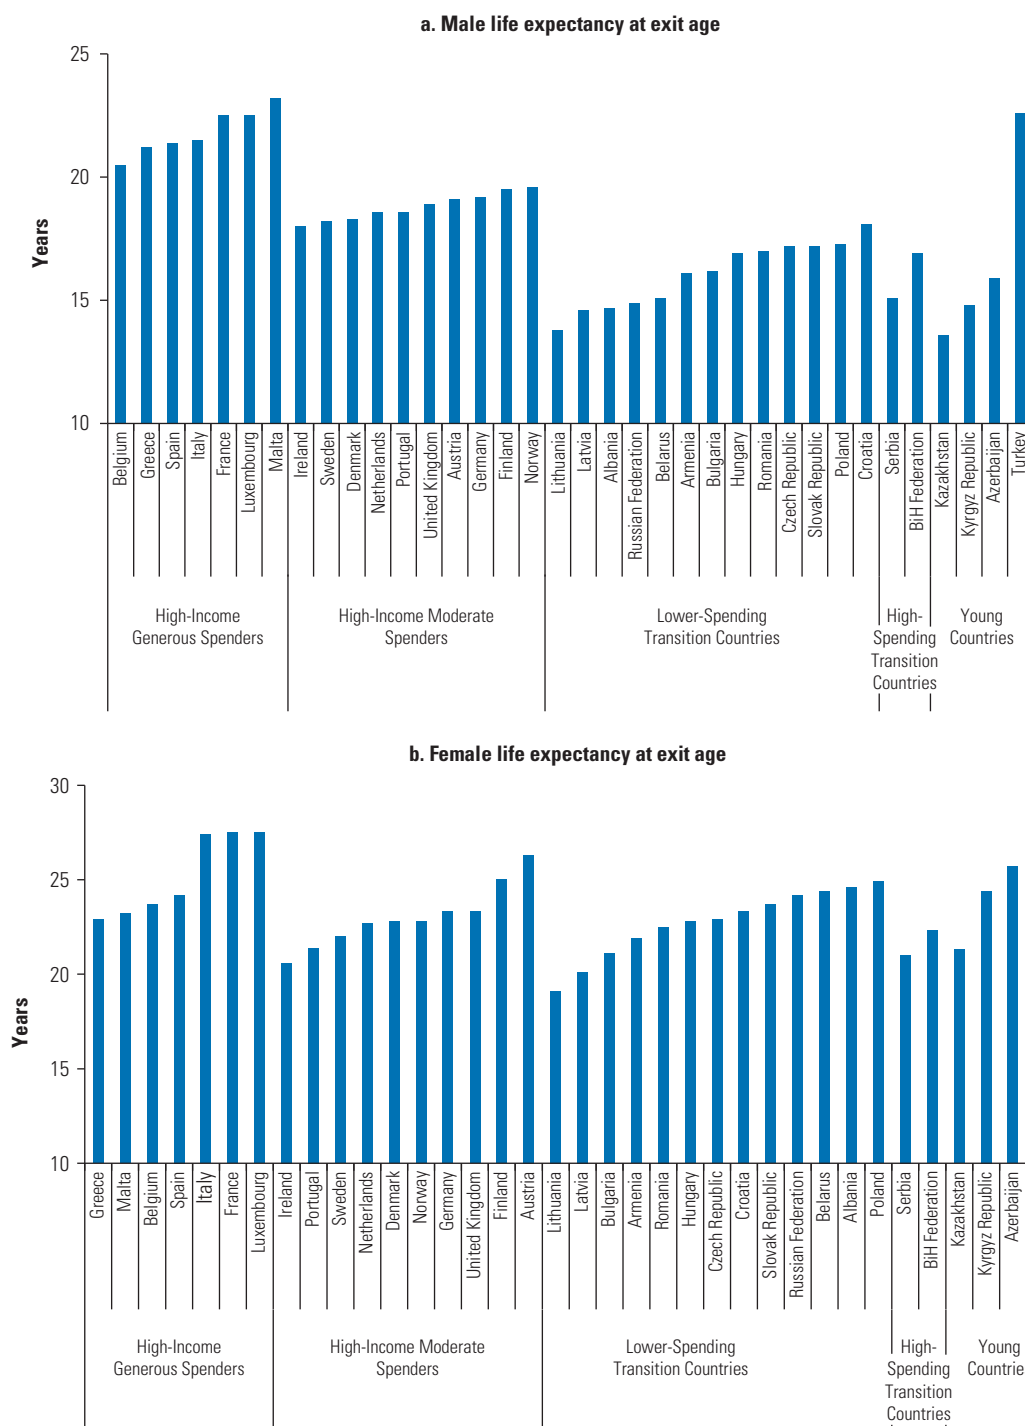 a. Male life expectancy at exit age
25
20
15
10
Years
Belgium
Greece
Spain
Italy
France
Luxembourg
Malta
Ireland
Sweden
Denmark
Netherlands
Portugal
United Kingdom
Austria
Germany
Finland
Norway
Lithuania
Latvia
Albania
Russian Federation
Belarus
Armenia
Bulgaria
Hungary
Romania
Czech Republic
Slovak Republic
Poland
Croatia
Serbia
BiH Federation
Kazakhstan
Kyrgyz Republic
Azerbaijan
Turkey
High-Income
Generous Spenders
High-Income Moderate
Spenders
Lower-Spending
Transition Countries
High-
Spending
Transition
Countries
Young
Countries
b. Female life expectancy at exit age
30
25
20
15
10
Years
Greece
Malta
Belgium
Spain
Italy
France
Luxembourg
Ireland
Portugal
Sweden
Netherlands
Denmark
Norway
Germany
United Kingdom
Finland
Austria
Lithuania
Latvia
Bulgaria
Armenia
Romania
Hungary
Czech Republic
Croatia
Slovak Republic
Russian Federation
Belarus
Albania
Poland
Serbia
BiH Federation
Kazakhstan
Kyrgyz Republic
Azerbaijan
High-Income
Generous Spenders
High-Income Moderate
Spenders
Lower-Spending
Transition Countries
High-
Spending
Transition
Countries
Young
Countrie